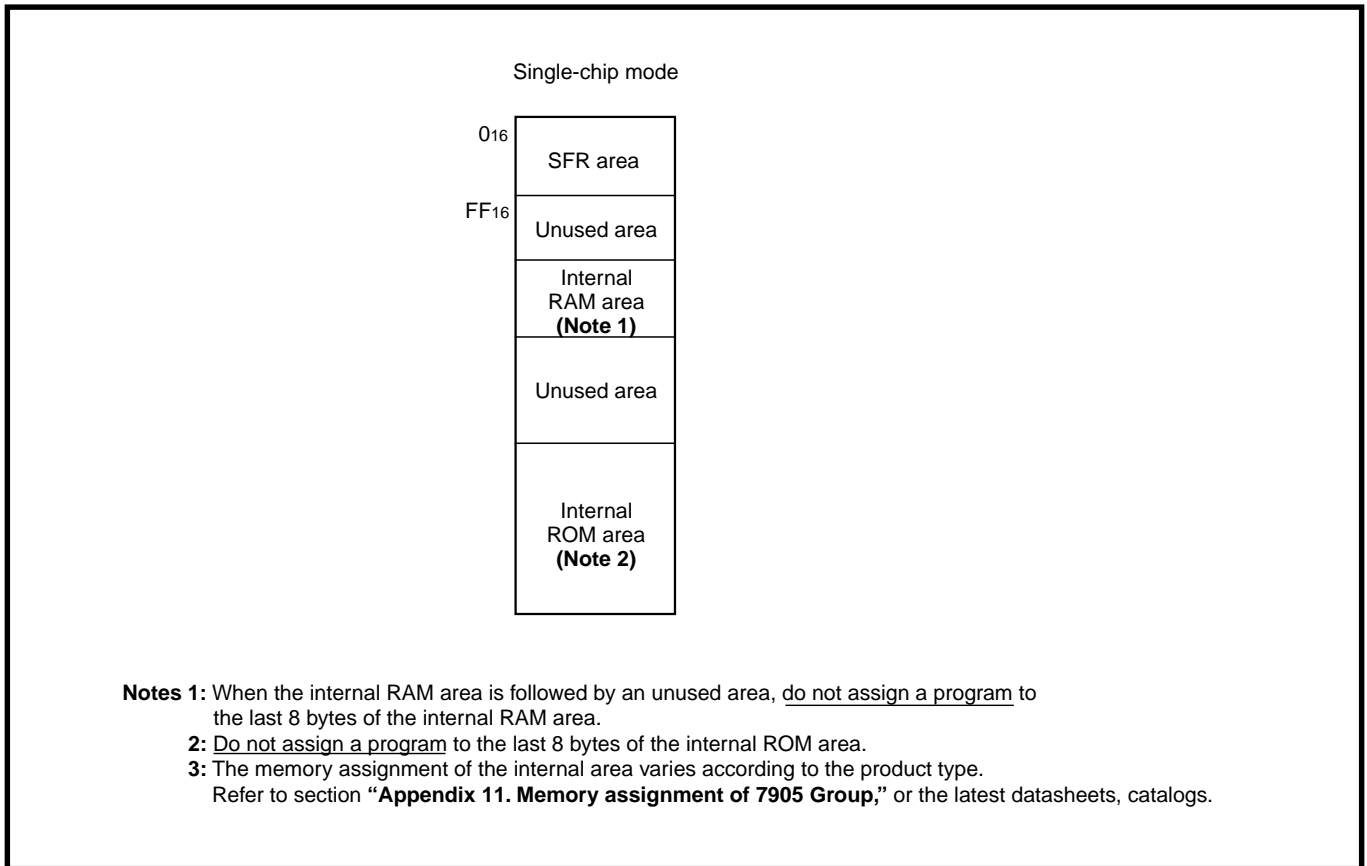 Single-chip mode
016
SFR area
FF16
Unused area
Internal
RAM area
(Note 1)
Unused area
Internal
ROM area
(Note 2)
Notes 1: When the internal RAM area is followed by an unused area, do not assign a program to
the last 8 bytes of the internal RAM area.
2: Do not assign a program to the last 8 bytes of the internal ROM area.
3: The memory assignment of the internal area varies according to the product type.
Refer to section “Appendix 11. Memory assignment of 7905 Group,” or the latest datasheets, catalogs.